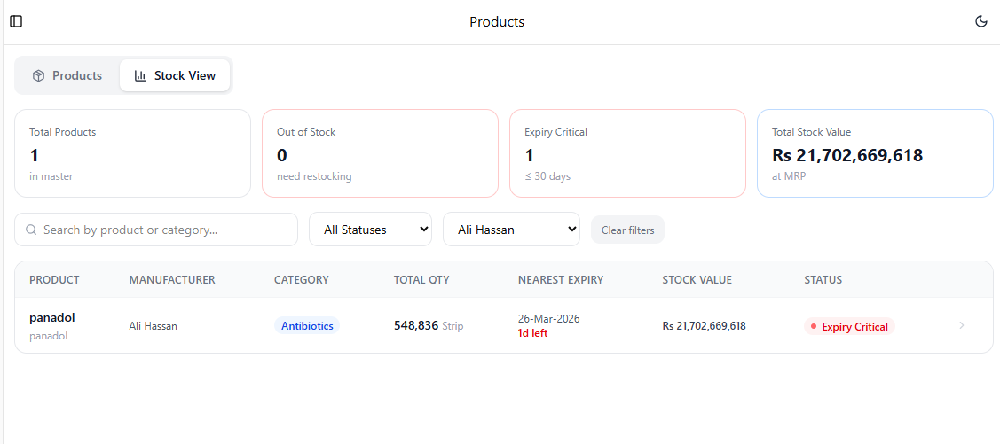 Products
Products
Stock View
Total Products
1
in master
Out of Stock
0
need restocking
Expiry Critical
1
≤ 30 days
Total Stock Value
Rs 21,702,669,618
at MRP
Search by product or category...
All Statuses
Ali Hassan
Clear filters
PRODUCT MANUFACTURER CATEGORY TOTAL QTY NEAREST EXPIRY STOCK VALUE STATUS
panadol
panadol
Ali Hassan
Antibiotics
548,836 Strip
26-Mar-2026
1d left
Rs 21,702,669,618
Expiry Critical